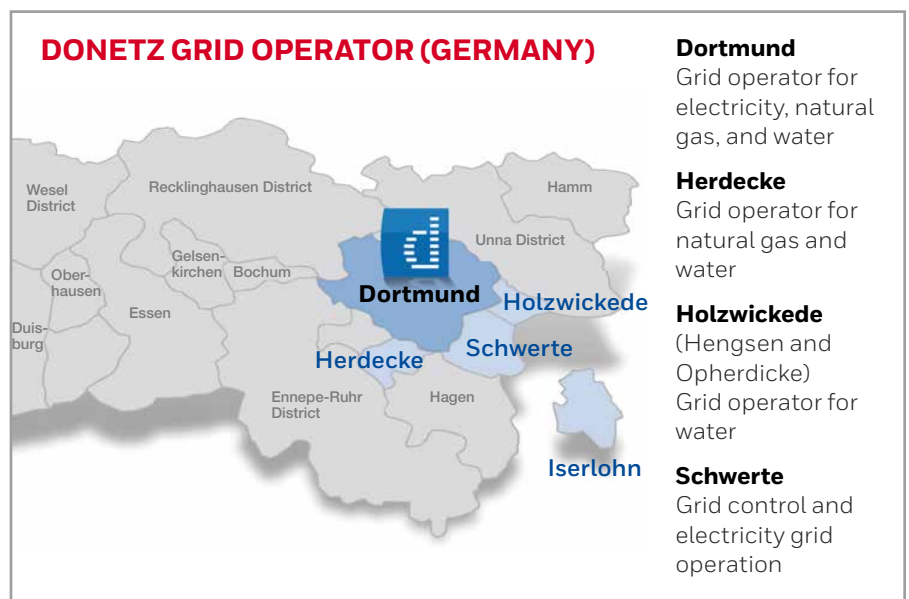 DONETZ GRID OPERATOR (GERMANY)
Wesel
District
Recklinghausen District
Hamm
Unna District
Gelsen-
kirchen
Bochum
Ober-
hausen
Essen
Duis-
burg
d
Dortmund
Holzwickede
Schwerte
Herdecke
Ennepe-Ruhr
District
Hagen
Iserlohn
Dortmund
Grid operator for
electricity, natural
gas, and water
Herdecke
Grid operator for
natural gas and
water
Holzwickede
(Hengsen and
Opherdicke)
Grid operator for
water
Schwerte
Grid control and
electricity grid
operation